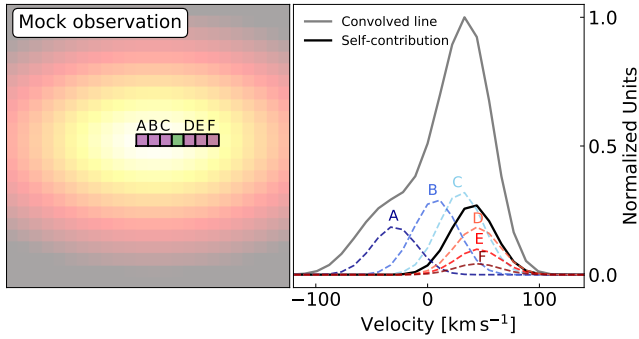 Mock observation
A B C D E F
Convolved line
Self-contribution
A
B
C
D
E
F
1.0
0.5
0.0
Normalized Units
−100 0 100
Velocity [km s⁻¹]